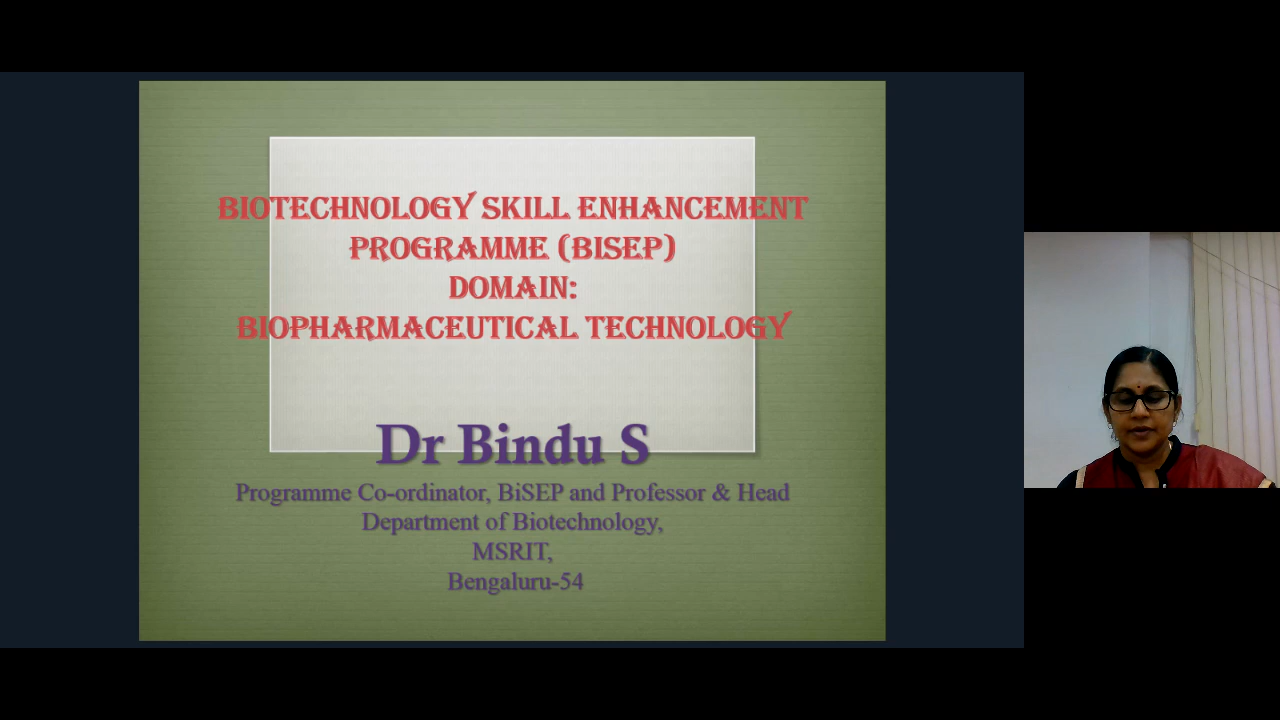 BIOTECHNOLOGY SKILL ENHANCEMENT
PROGRAMME (BISEP)
DOMAIN:
BIOPHARMACEUTICAL TECHNOLOGY
Dr Bindu S
Programme Co-ordinator, BiSEP and Professor & Head
Department of Biotechnology,
MSRIT,
Bengaluru-54